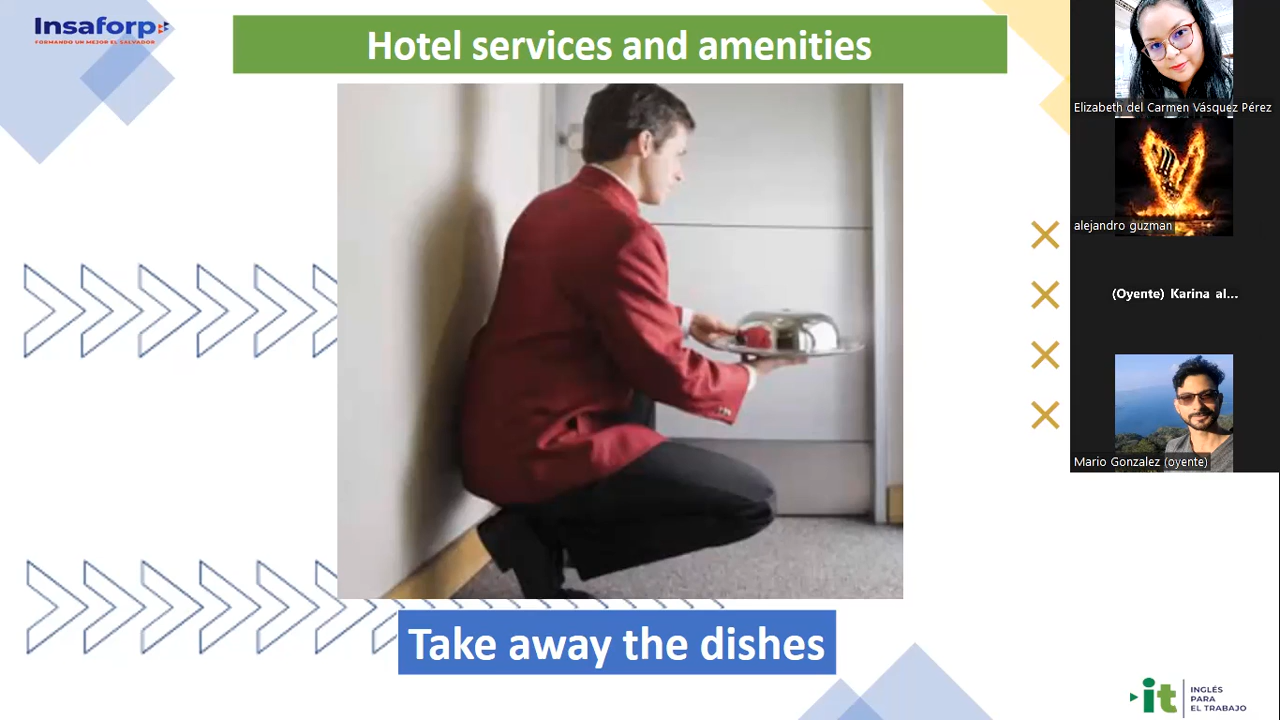 Insaforp
FORMANDO UN MEJOR EL SALVADOR
Hotel services and amenities
Take away the dishes
Elizabeth del Carmen Vásquez Pérez
alejandro guzman
(Oyente) Karina al...
Mario Gonzalez (oyente)
it
INGLÉS
PARA
EL TRABAJO